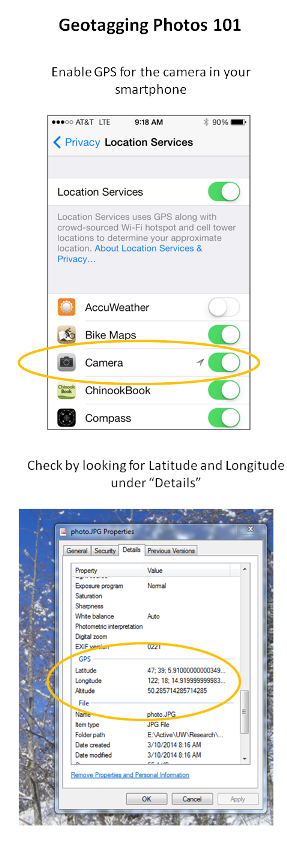 Geotagging Photos 101
Enable GPS for the camera in your
smartphone
AT&T LTE 9:18 AM 90%
Privacy Location Services
Location Services
Location Services uses GPS along with
crowd-sourced Wi-Fi hotspot and cell tower
locations to determine your approximate
location. About Location Services &
Privacy...
AccuWeather
Bike Maps
Camera
Chinook Book
ChinookBook
Compass
Check by looking for Latitude and Longitude
under “Details”
photo.JPG Properties
General Security Details Previous Versions
Property Value
Exposure program Normal
Saturation
Sharpness
White balance Auto
Photometric interpretation
Digital zoom
EXIF version 0221
GPS
Latitude 47; 39; 5.91000000000349...
Longitude 122; 18; 14.919999999983...
Altitude 50.285714285714285
File
Name photo.JPG
Item type JPG File
Folder path E:\Active\UW\Research\...
Date created 3/10/2014 8:16 AM
Date modified 3/10/2014 8:16 AM
Remove Properties and Personal Information
OK Cancel Apply